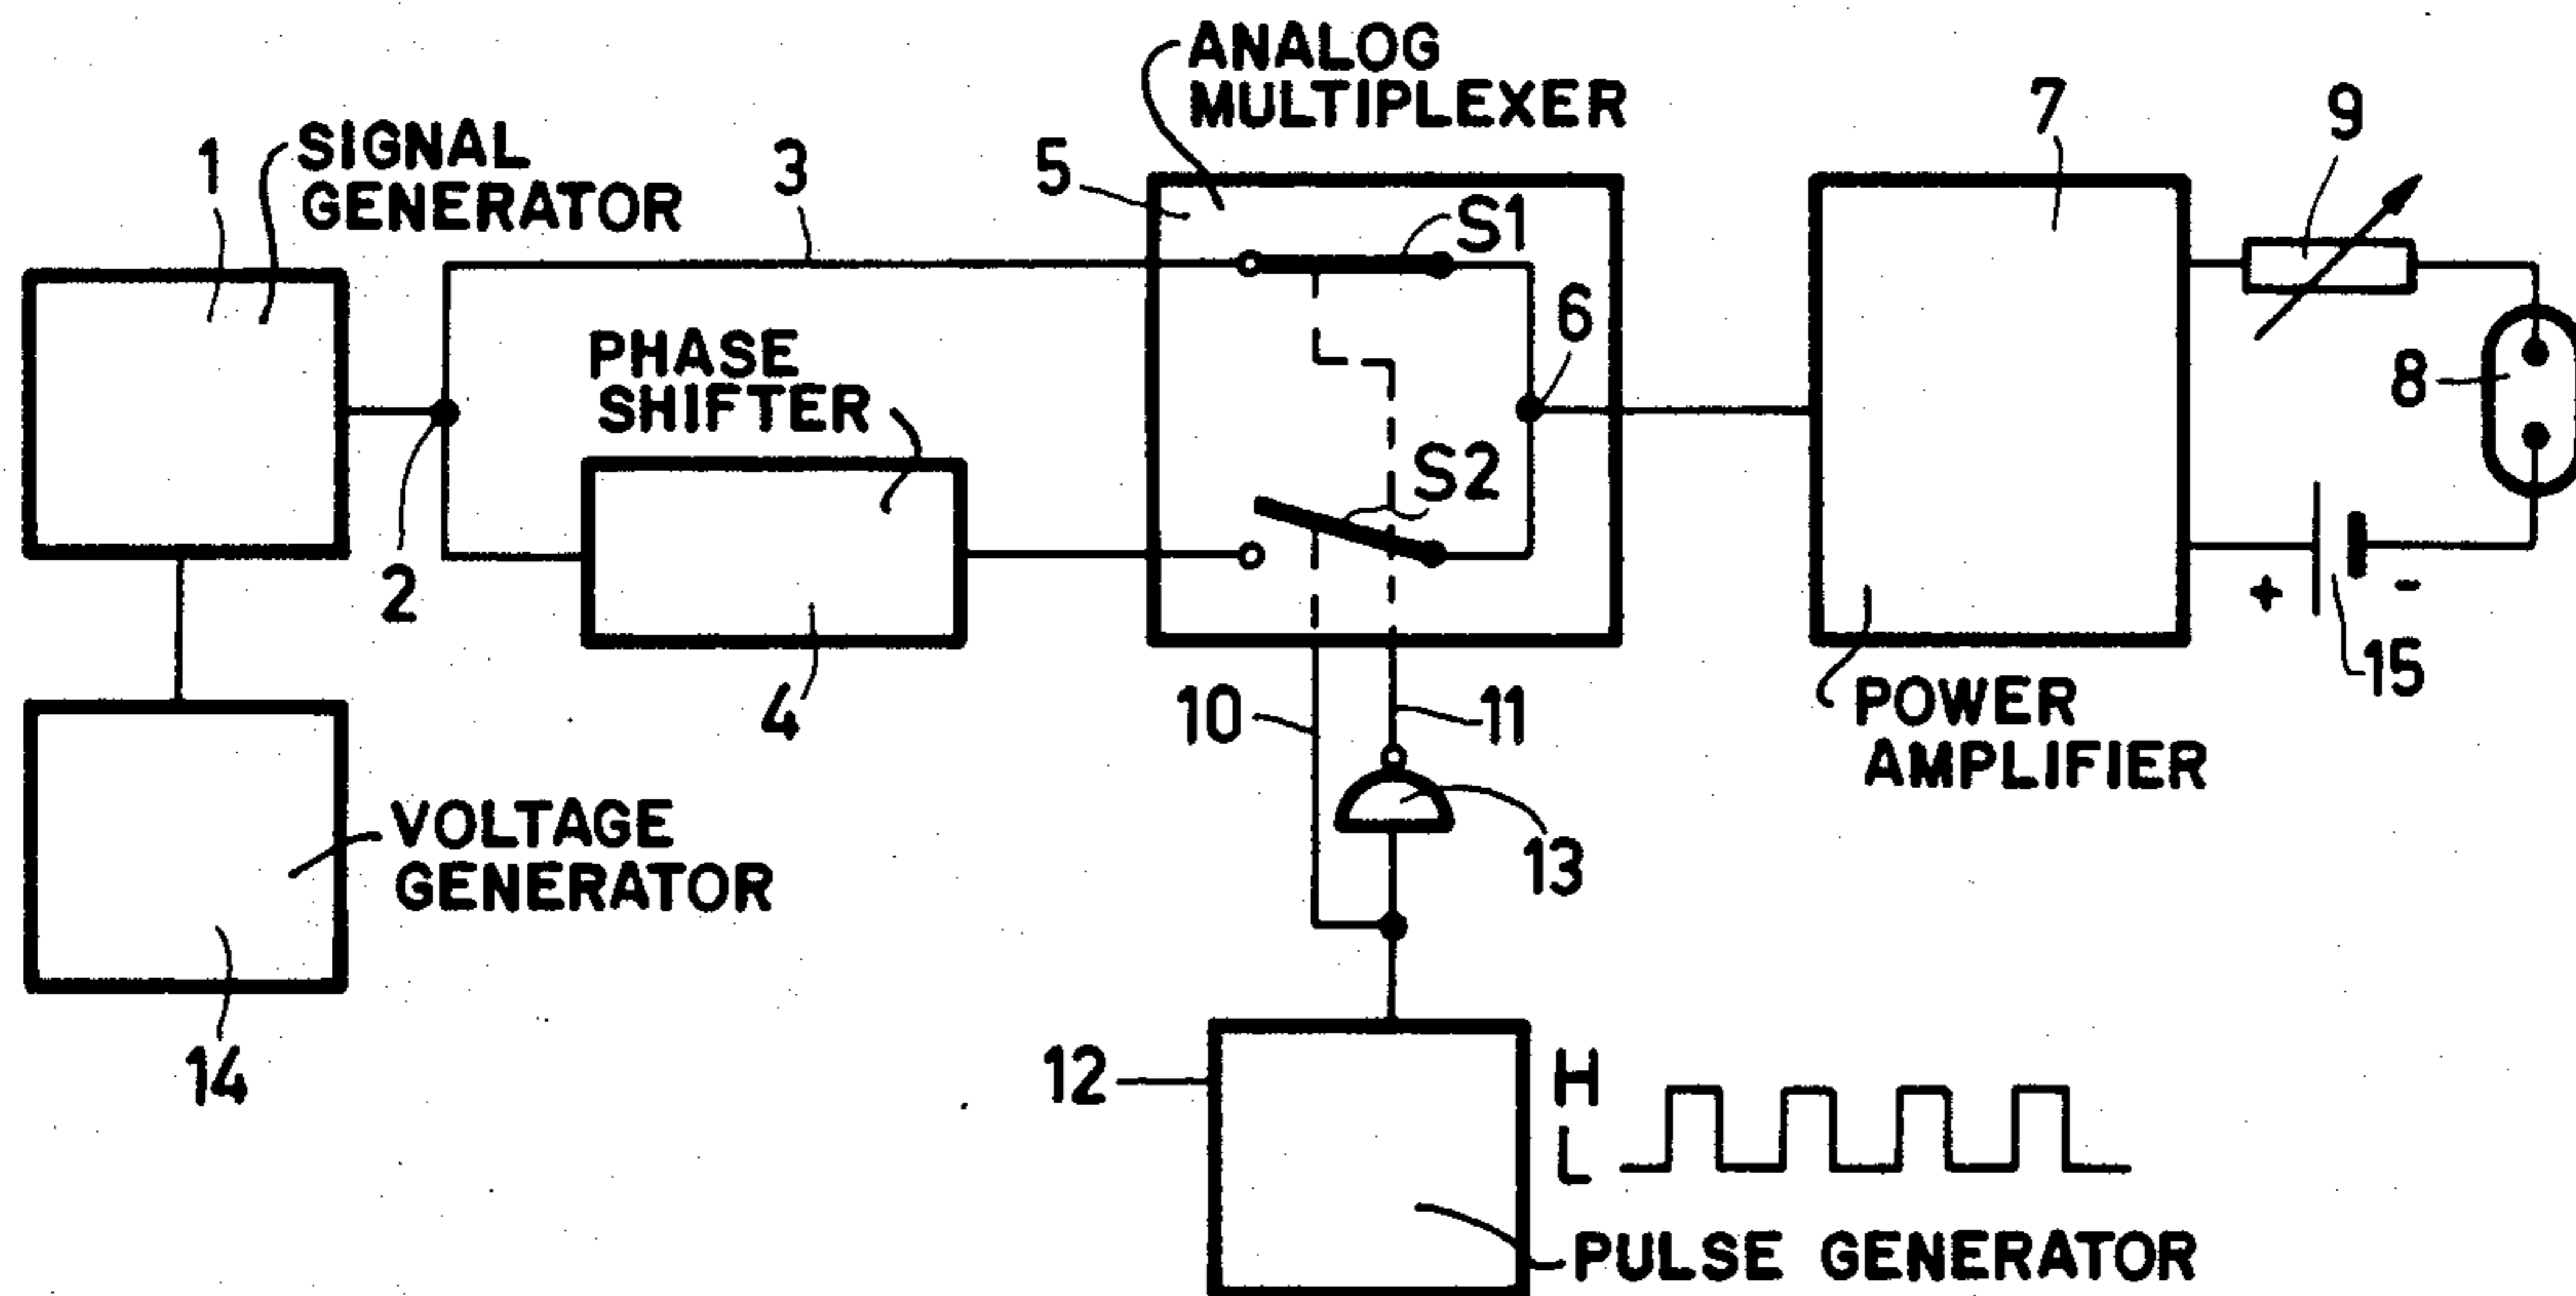 ANALOG
MULTIPLEXER
SIGNAL
GENERATOR
1
3
5
S1
7
9
6
PHASE
SHIFTER
8
S2
2
+
-
15
4
10
11
POWER
AMPLIFIER
VOLTAGE
GENERATOR
13
14
12
H
L
PULSE GENERATOR